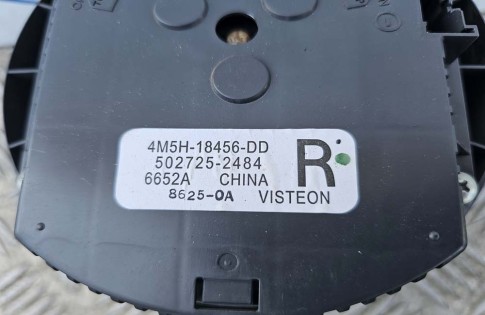 4M5H-18456-DD
502725-2484
6652A CHINA
8625-0A VISTEON
R